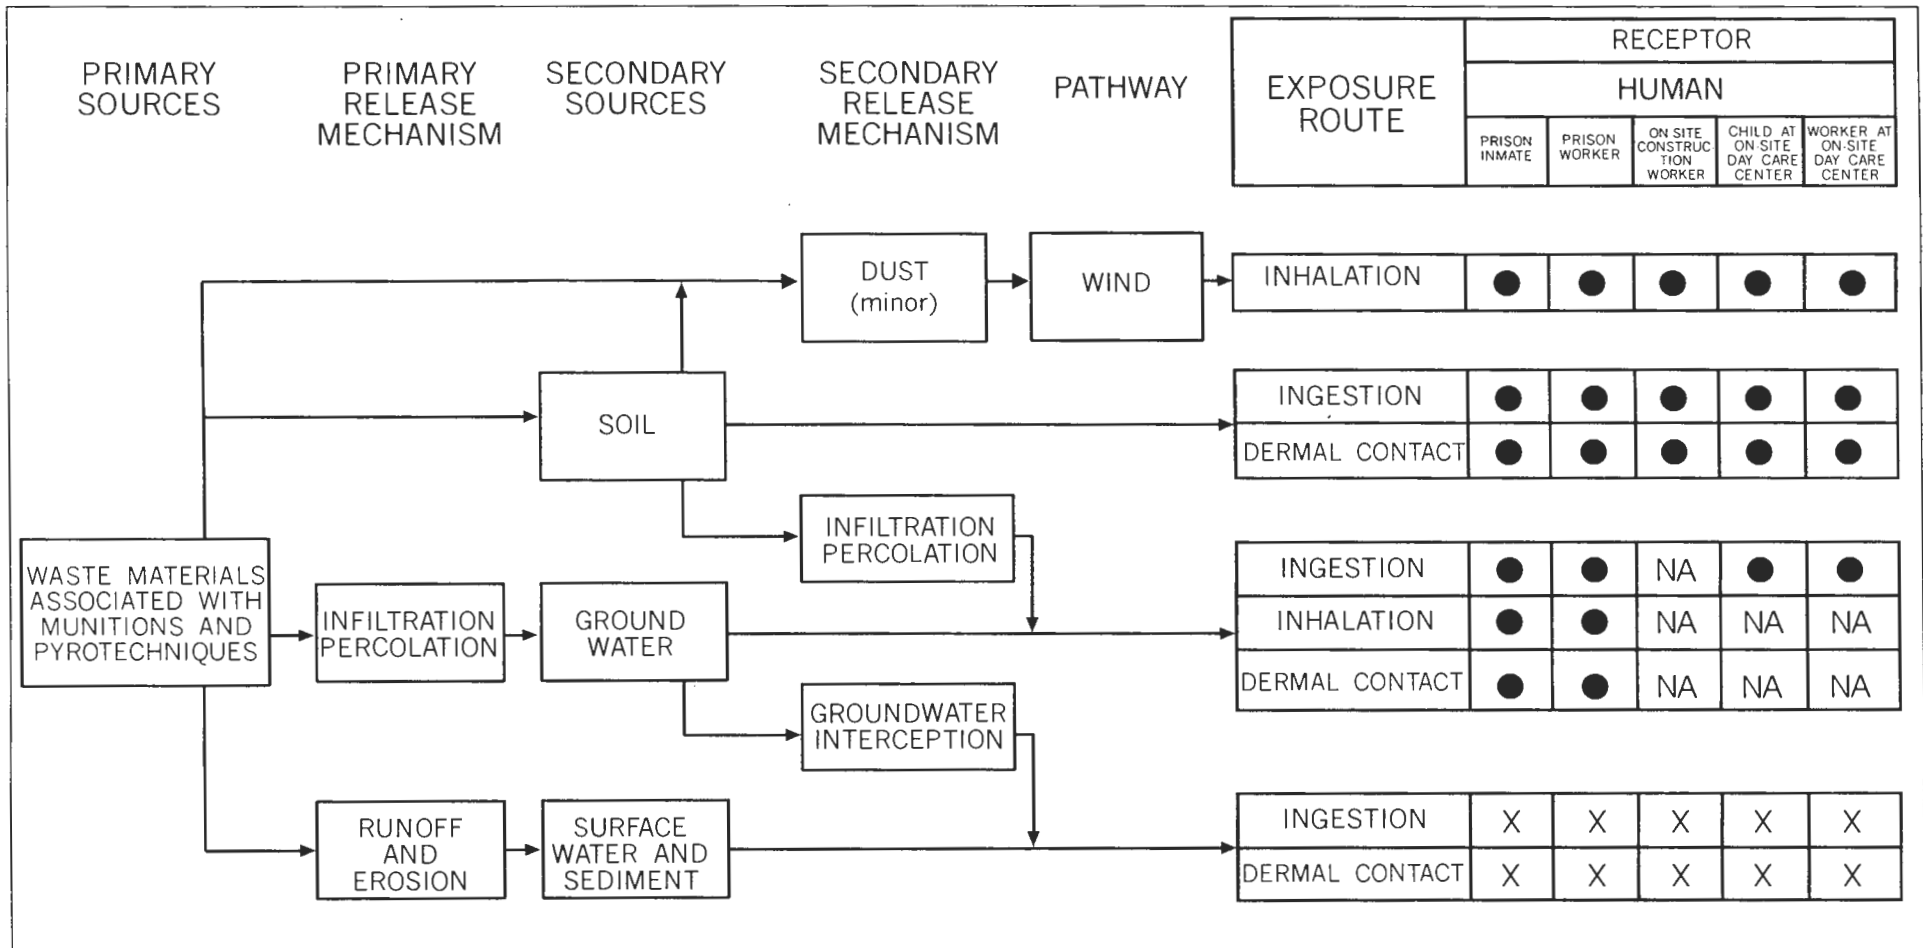 PRIMARY
SOURCES
PRIMARY
RELEASE
MECHANISM
SECONDARY
SOURCES
SECONDARY
RELEASE
MECHANISM
PATHWAY
EXPOSURE
ROUTE
RECEPTOR
HUMAN
PRISON
INMATE
PRISON
WORKER
ON SITE
CONSTRUC-
TION
WORKER
CHILD AT
ON-SITE
DAY CARE
CENTER
WORKER AT
ON-SITE
DAY CARE
CENTER
DUST
(minor)
WIND
INHALATION
SOIL
INGESTION
DERMAL CONTACT
INFILTRATION
PERCOLATION
WASTE MATERIALS
ASSOCIATED WITH
MUNITIONS AND
PYROTECHNIQUES
INFILTRATION
PERCOLATION
GROUND
WATER
INGESTION NA
INHALATION NA NA NA
DERMAL CONTACT NA NA NA
GROUNDWATER
INTERCEPTION
RUNOFF
AND
EROSION
SURFACE
WATER AND
SEDIMENT
INGESTION X X X X X
DERMAL CONTACT X X X X X